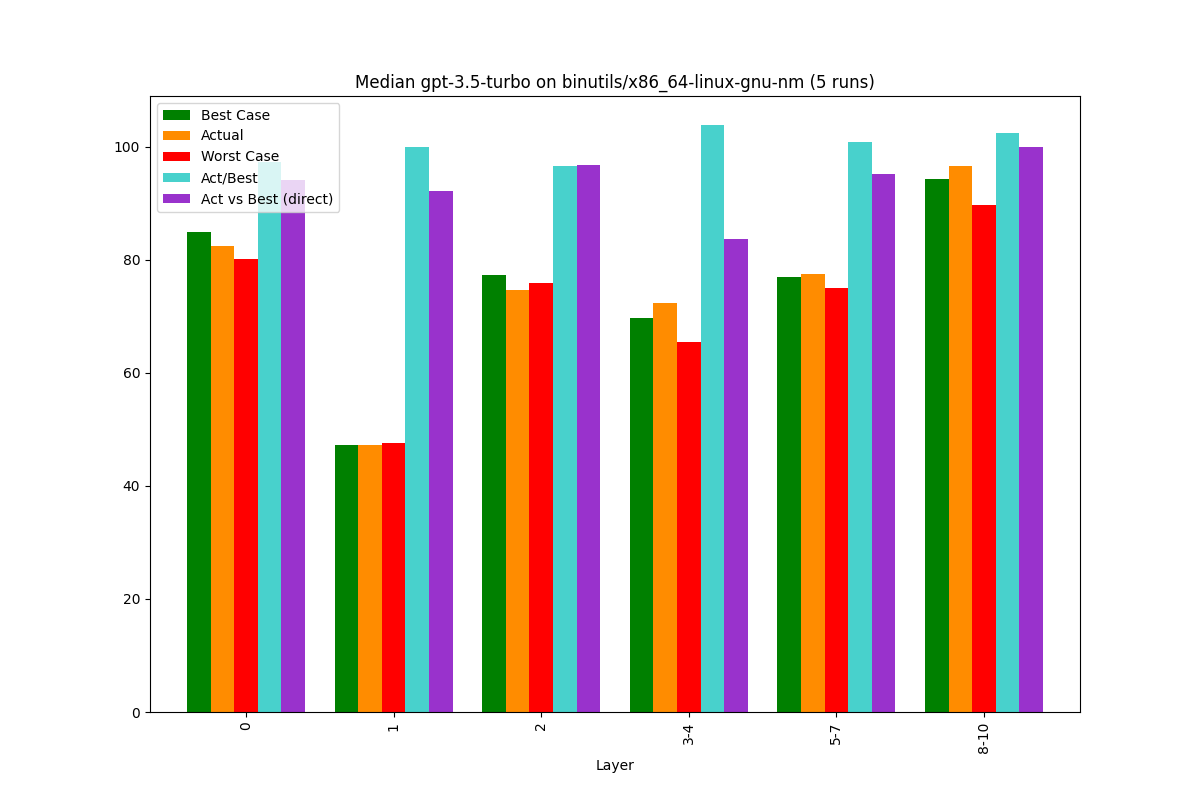 Median gpt-3.5-turbo on binutils/x86_64-linux-gnu-nm (5 runs)
Best Case
Actual
Worst Case
Act/Best
Act vs Best (direct)
100
80
60
40
20
0
0
1
2
3-4
5-7
8-10
Layer